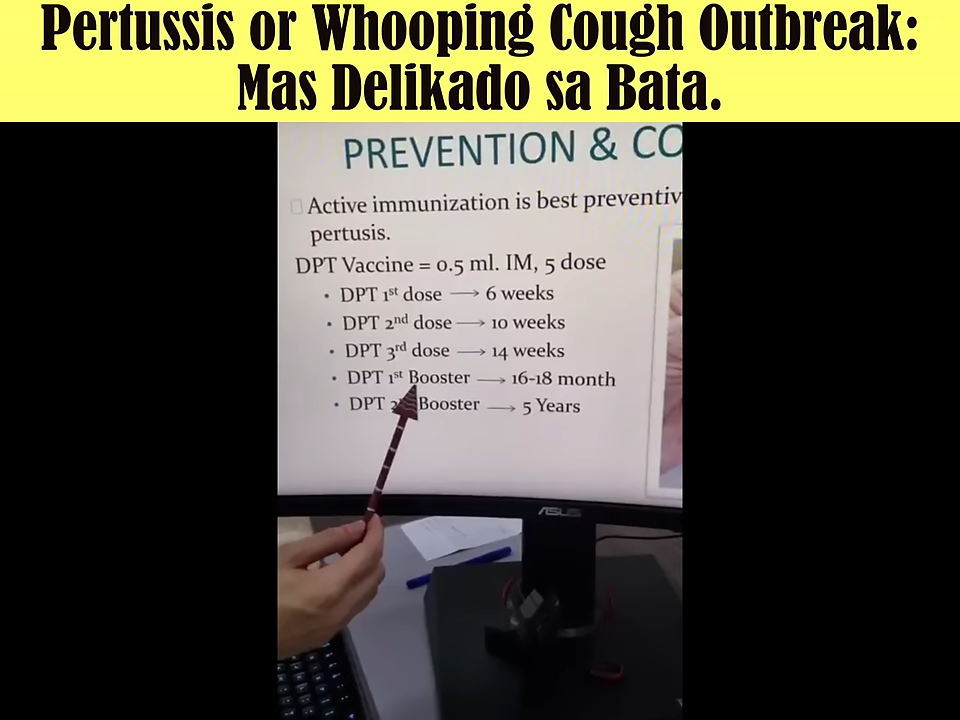 Pertussis or Whooping Cough Outbreak:
Mas Delikado sa Bata.
PREVENTION & CO
Active immunization is best preventiv
pertusis.
DPT Vaccine = 0.5 ml. IM, 5 dose
• DPT 1st dose → 6 weeks
• DPT 2nd dose → 10 weeks
• DPT 3rd dose → 14 weeks
• DPT 1st Booster → 16-18 month
• DPT Booster → 5 Years
ASUS